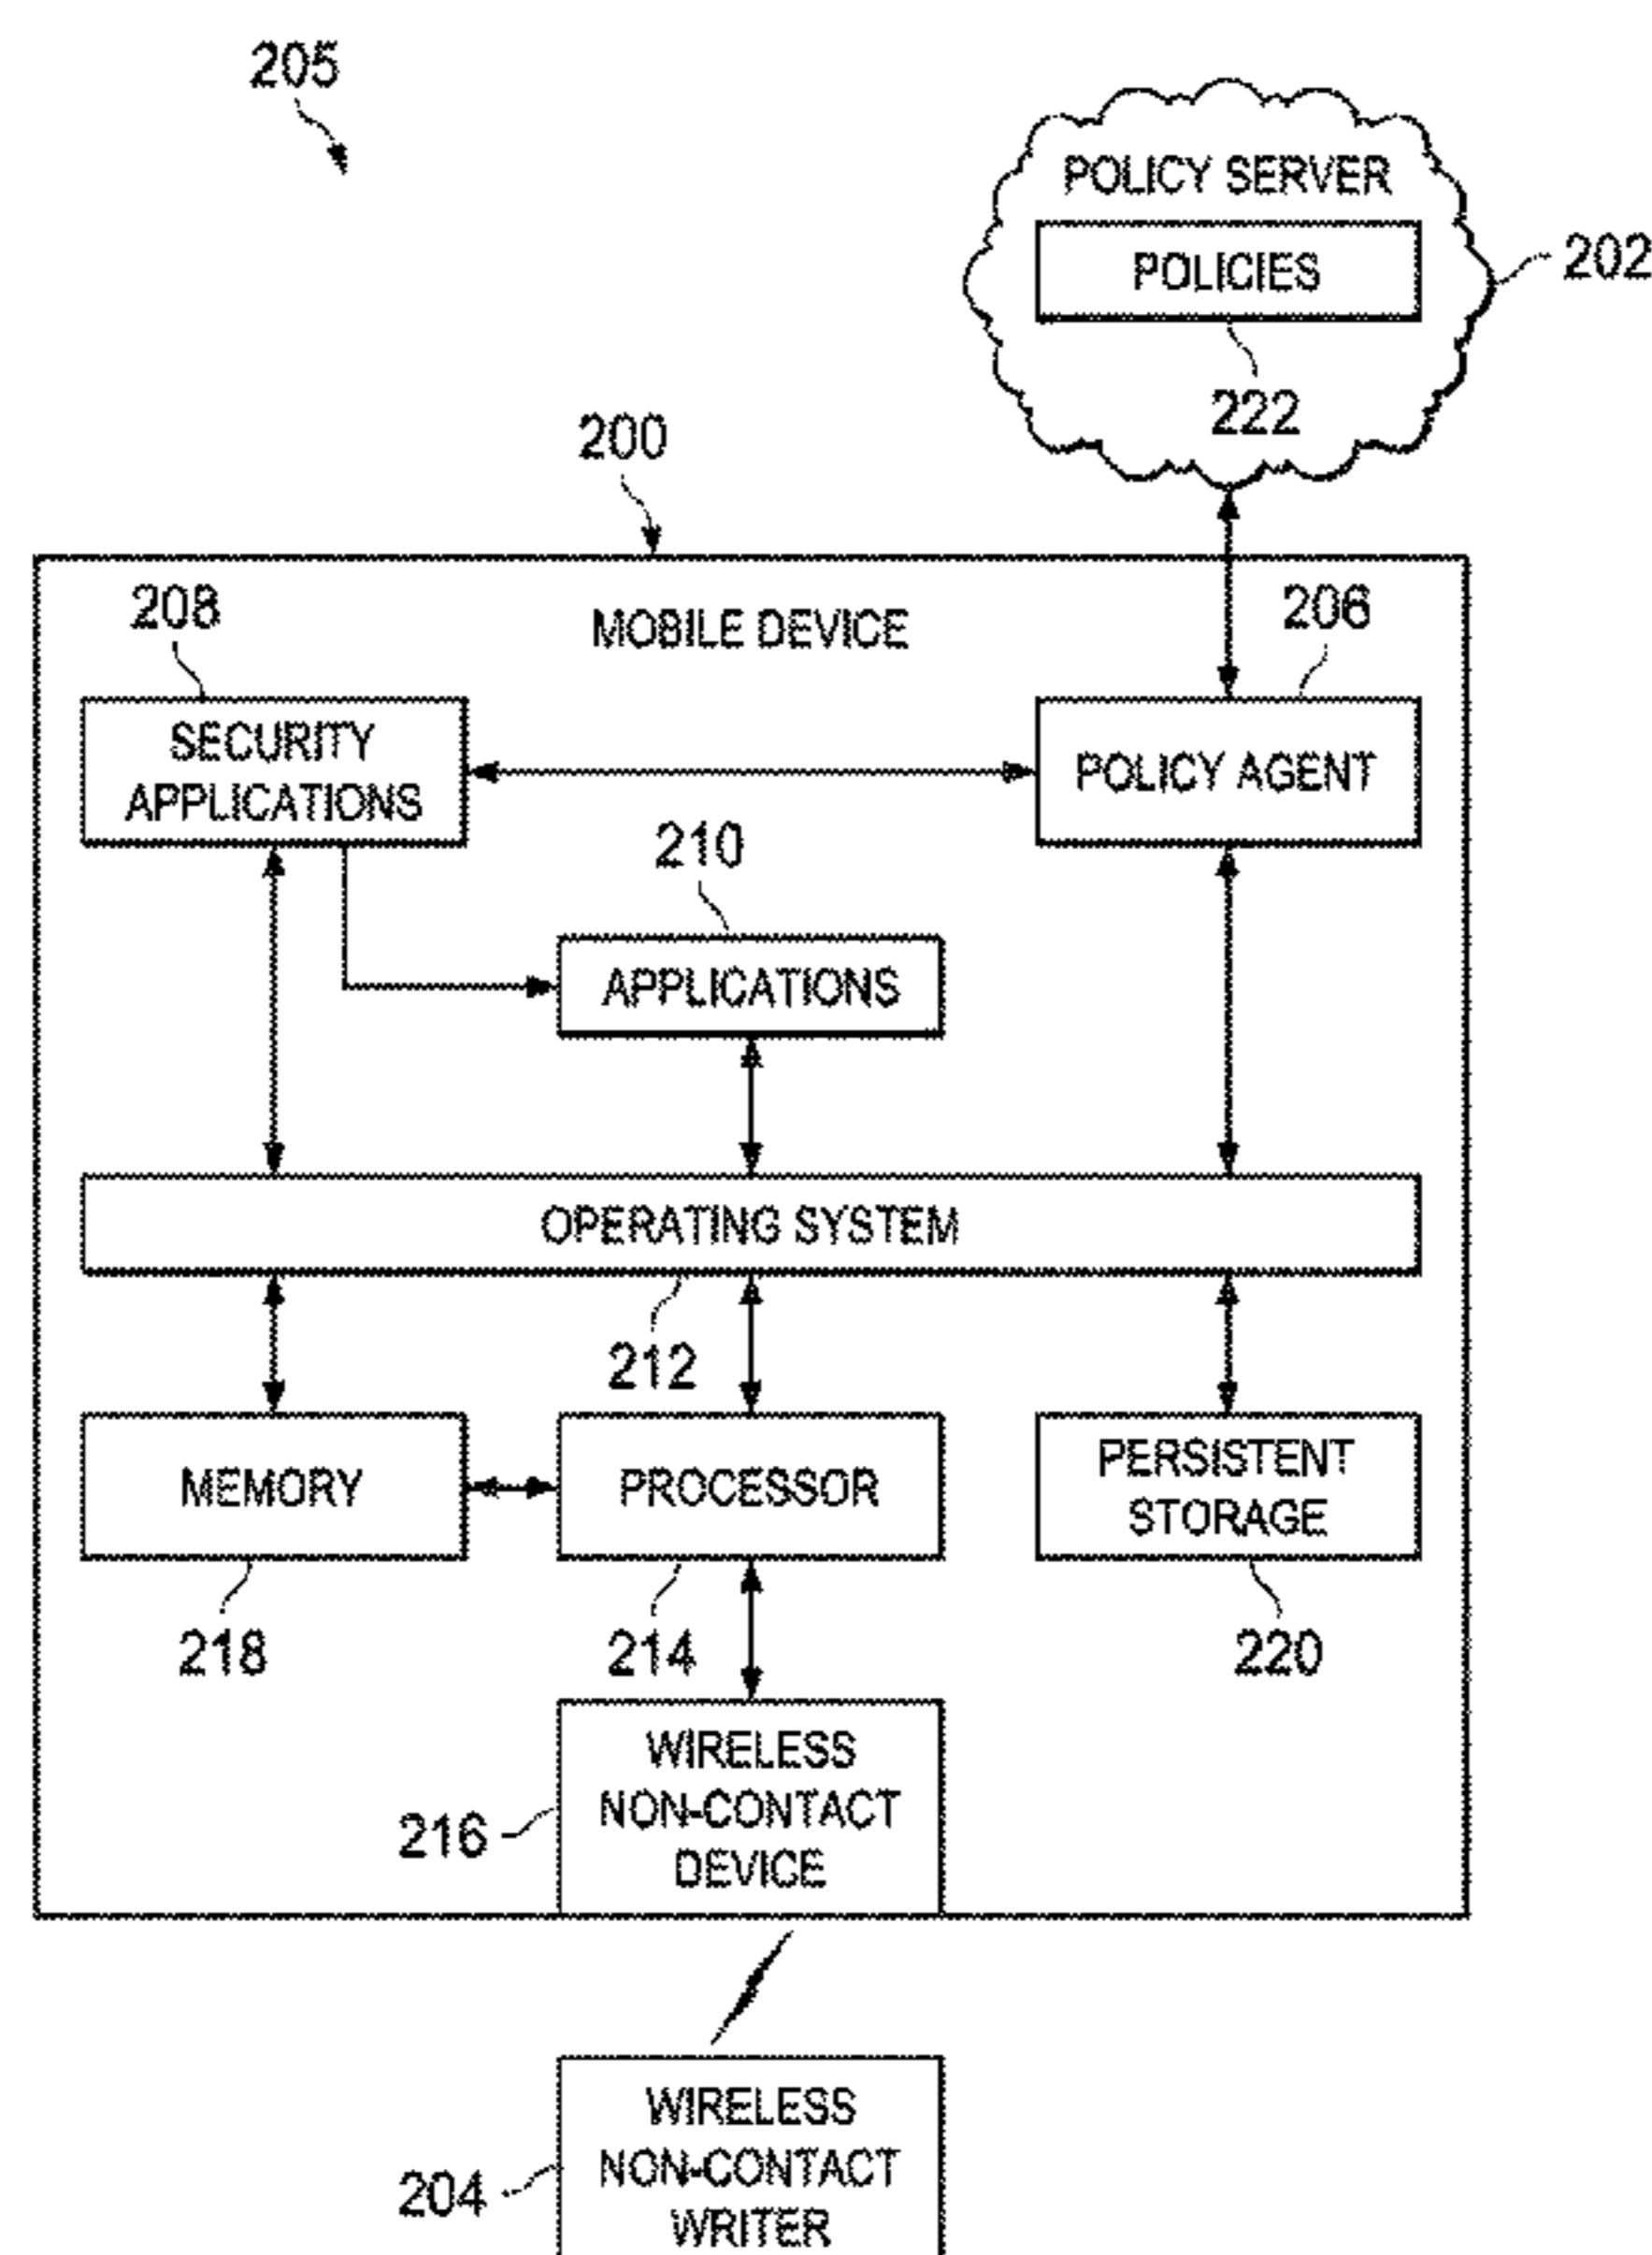 205
POLICY SERVER
POLICIES
202
222
200
MOBILE DEVICE
208
206
SECURITY
APPLICATIONS
POLICY AGENT
210
APPLICATIONS
OPERATING SYSTEM
212
MEMORY
PROCESSOR
PERSISTENT
STORAGE
218
214
220
WIRELESS
NON-CONTACT
DEVICE
216
WIRELESS
NON-CONTACT
WRITER
204